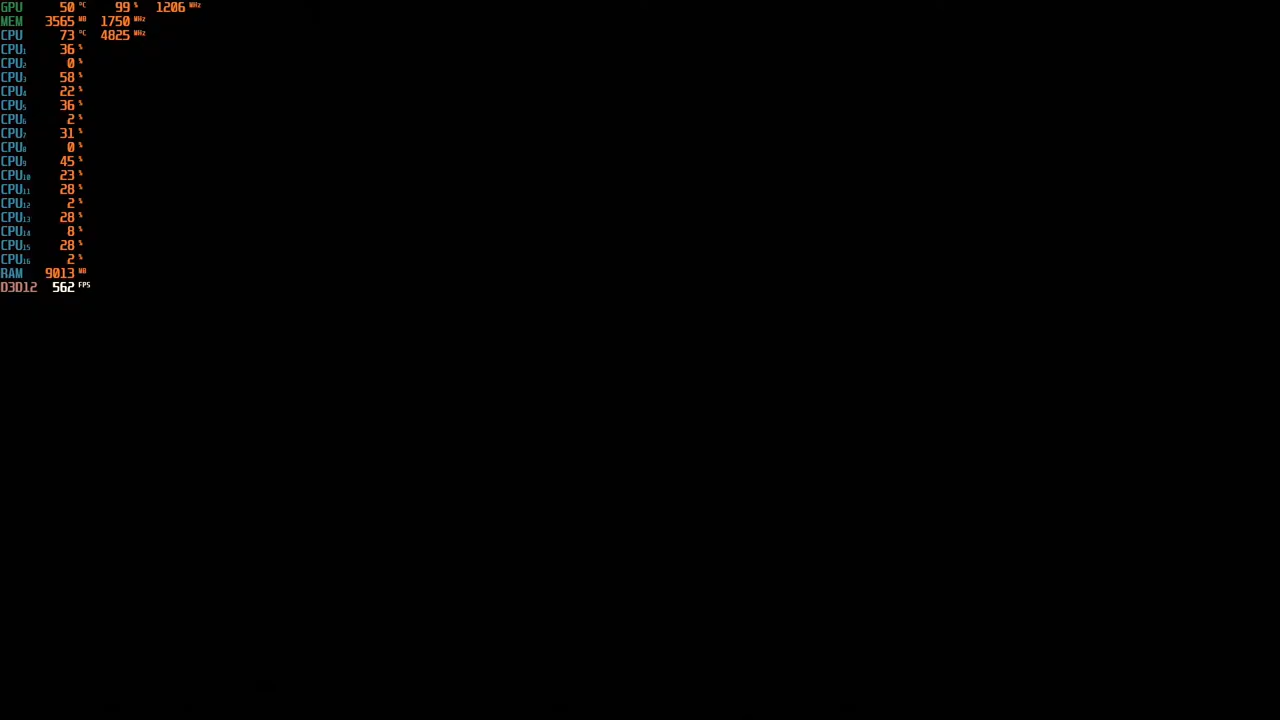 GPU 50 °C 99 % 1206 MHz
MEM 3565 MB 1750 MHz
CPU 73 °C 4825 MHz
CPU1 36 %
CPU2 0 %
CPU3 58 %
CPU4 22 %
CPU5 36 %
CPU6 2 %
CPU7 31 %
CPU8 0 %
CPU9 45 %
CPU10 23 %
CPU11 28 %
CPU12 2 %
CPU13 28 %
CPU14 8 %
CPU15 28 %
CPU16 2 %
RAM 9013 MB
D3D12 562 FPS